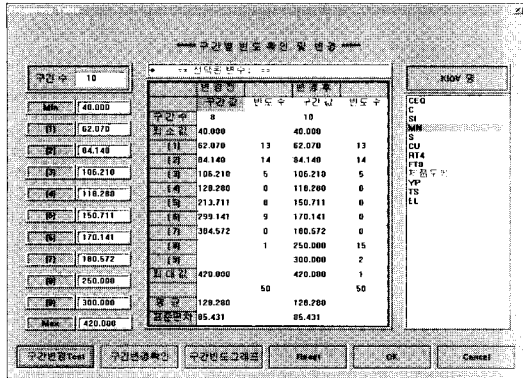 구간별 빈도 확인 및 변경
구간 수 10
Min 40.000
(1) 62.070
(2) 84.140
(3) 106.210
(4) 118.280
(5) 150.711
(6) 170.141
(7) 180.572
(8) 250.000
(9) 300.000
Max 420.000
변경전 변경후
구간 값 빈도 수 구간 값 빈도 수
구간 수 8 10
최소값 40.000 40.000
(1) 62.070 13 62.070 13
(2) 84.140 14 84.140 14
(3) 106.210 5 106.210 5
(4) 128.280 0 118.280 0
(5) 213.711 8 150.711 0
(6) 299.141 9 170.141 0
(7) 384.572 0 180.572 0
(8) 1 250.000 15
(9) 300.000 2
최대값 420.000 420.000 1
50 50
평 균 128.280 128.280
표준편차 85.431 85.431
KIOV 명
CEQ
C
SI
MN
S
CU
RT4
FT0
YP
TS
EL
구간변경Test 구간변경확인 구간빈도그래프 Reset OK Cancel